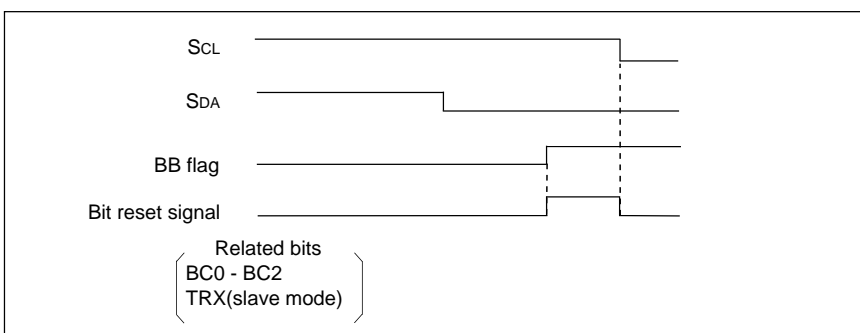 SCL
SDA
BB flag
Bit reset signal
Related bits
BC0 - BC2
TRX(slave mode)